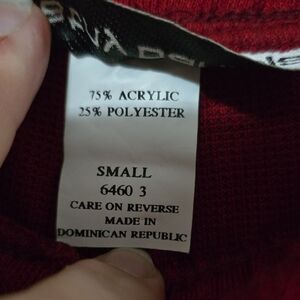 75% ACRYLIC
25% POLYESTER
SMALL
6460 3
CARE ON REVERSE
MADE IN
DOMINICAN REPUBLIC